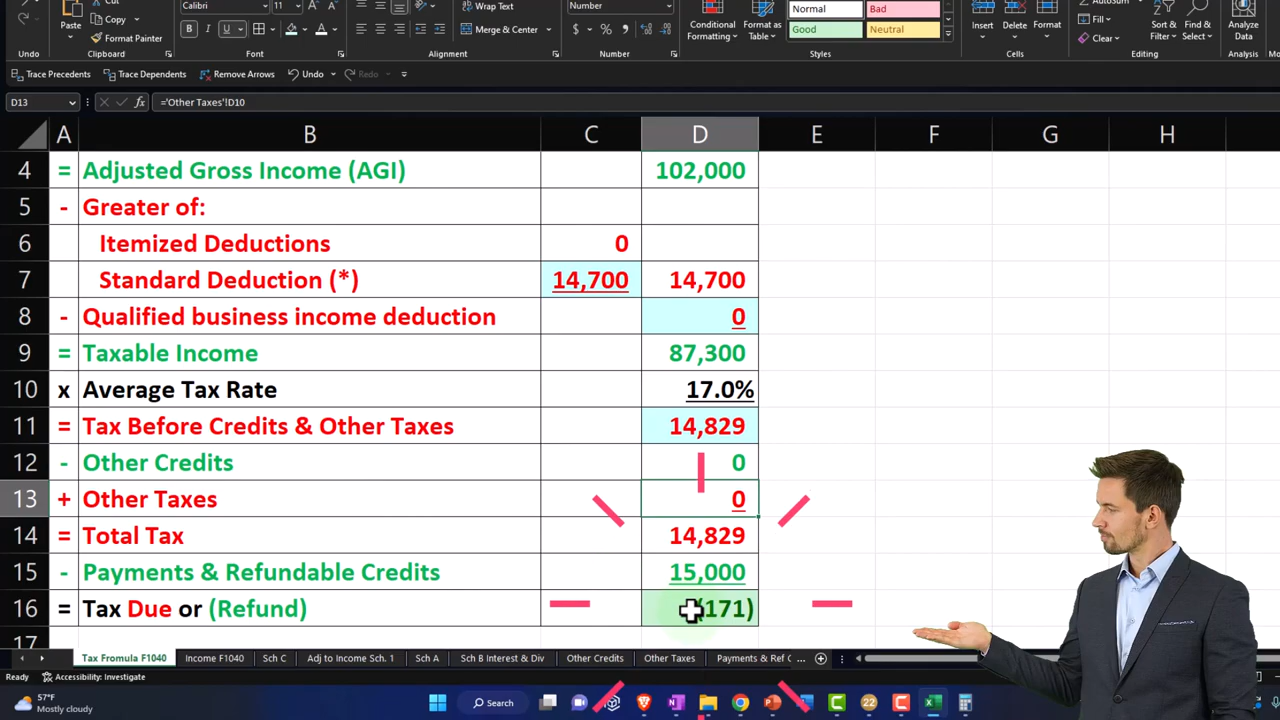 Calibri
Wrap Text
Number
Normal
Bad
AutoSum
Paste
Copy
Format Painter
B I U
Merge & Center
$ % ,
Conditional Formatting
Format as Table
Good
Neutral
Insert
Delete
Format
Fill
Clear
Sort & Filter
Find & Select
Analyze Data
Undo
Clipboard
Font
Alignment
Number
Styles
Cells
Editing
Analysis
Trace Precedents
Trace Dependents
Remove Arrows
Undo
Redo
D13
fx
='Other Taxes'!D10
A B C D E F G H
4 = Adjusted Gross Income (AGI) 102,000
5 - Greater of:
6 Itemized Deductions 0
7 Standard Deduction (*) 14,700 14,700
8 - Qualified business income deduction 0
9 = Taxable Income 87,300
10 x Average Tax Rate 17.0%
11 = Tax Before Credits & Other Taxes 14,829
12 - Other Credits 0
13 + Other Taxes 0
14 = Total Tax 14,829
15 - Payments & Refundable Credits 15,000
16 = Tax Due or (Refund) (171)
17
Tax Fromula F1040
Income F1040
Sch C
Adj to Income Sch. 1
Sch A
Sch B Interest & Div
Other Credits
Other Taxes
Payments & Ref C ...
Ready
Accessibility: Investigate
57°F
Mostly cloudy
Search
22